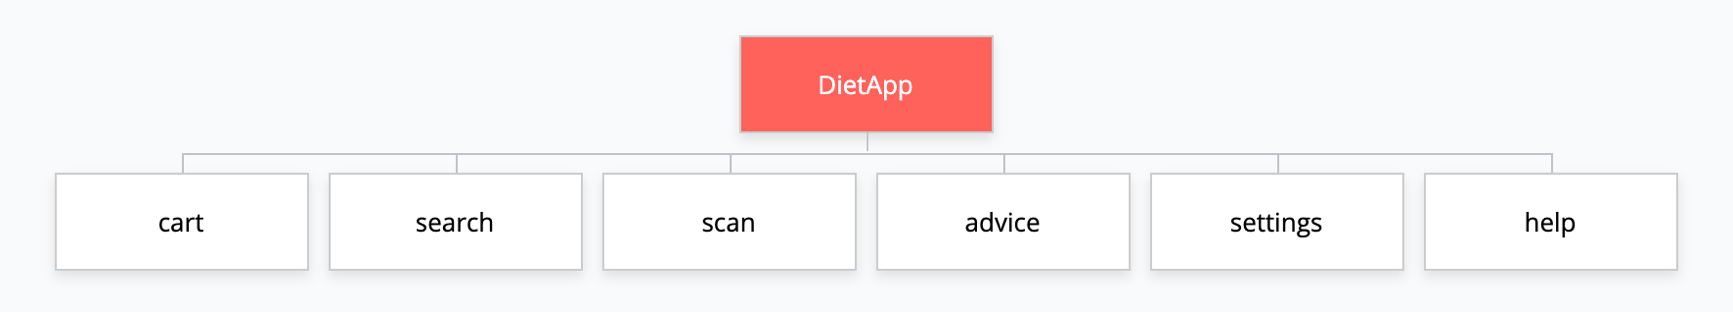 DietApp
cart
search
scan
advice
settings
help